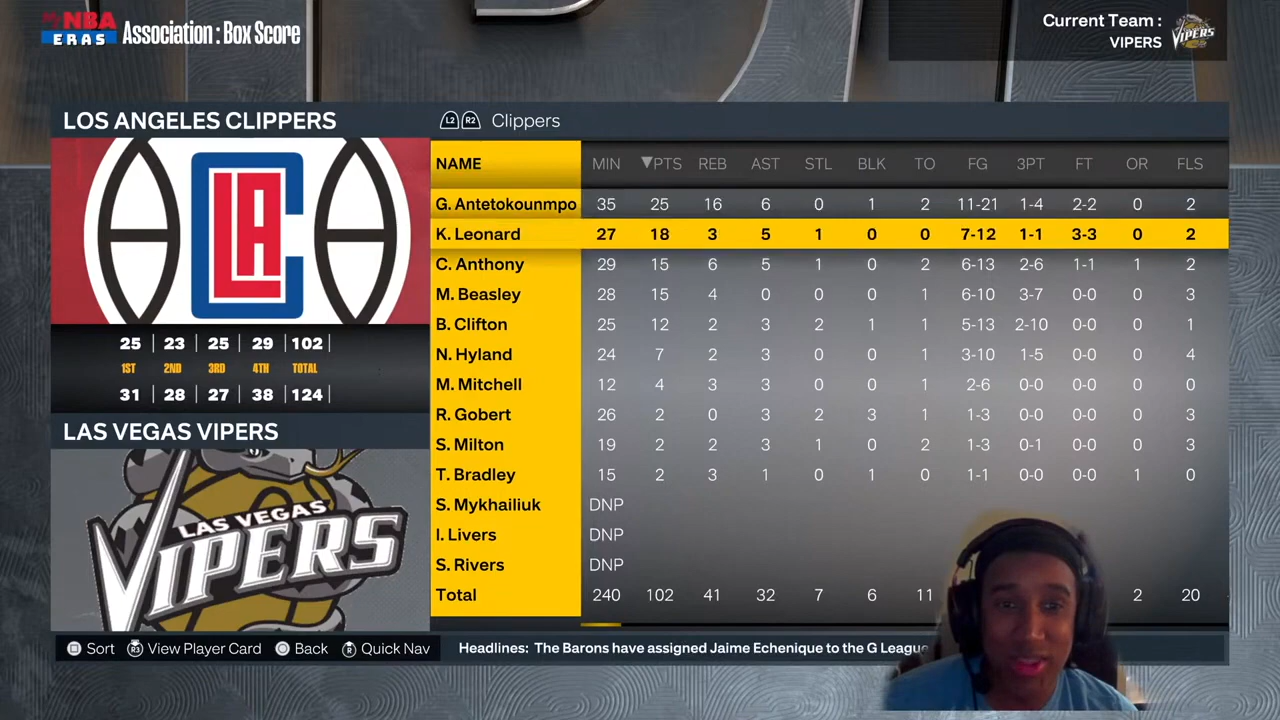 MyNBA ERAS Association : Box Score
Current Team :
VIPERS
VIPERS
LOS ANGELES CLIPPERS
LA
25 23 25 29 102
1ST 2ND 3RD 4TH TOTAL
31 28 27 38 124
LAS VEGAS VIPERS
LAS VEGAS
VIPERS
L2 R2 Clippers
NAME MIN ▼PTS REB AST STL BLK TO FG 3PT FT OR FLS
G. Antetokounmpo 35 25 16 6 0 1 2 11-21 1-4 2-2 0 2
K. Leonard 27 18 3 5 1 0 0 7-12 1-1 3-3 0 2
C. Anthony 29 15 6 5 1 0 2 6-13 2-6 1-1 1 2
M. Beasley 28 15 4 0 0 0 1 6-10 3-7 0-0 0 3
B. Clifton 25 12 2 3 2 1 1 5-13 2-10 0-0 0 1
N. Hyland 24 7 2 3 0 0 1 3-10 1-5 0-0 0 4
M. Mitchell 12 4 3 3 0 0 1 2-6 0-0 0-0 0 0
R. Gobert 26 2 0 3 2 3 1 1-3 0-0 0-0 0 3
S. Milton 19 2 2 3 1 0 2 1-3 0-1 0-0 0 3
T. Bradley 15 2 3 1 0 1 0 1-1 0-0 0-0 1 0
S. Mykhailiuk DNP
I. Livers DNP
S. Rivers DNP
Total 240 102 41 32 7 6 11 2 20
Sort R3 View Player Card Back R Quick Nav
Headlines: The Barons have assigned Jaime Echenique to the G League